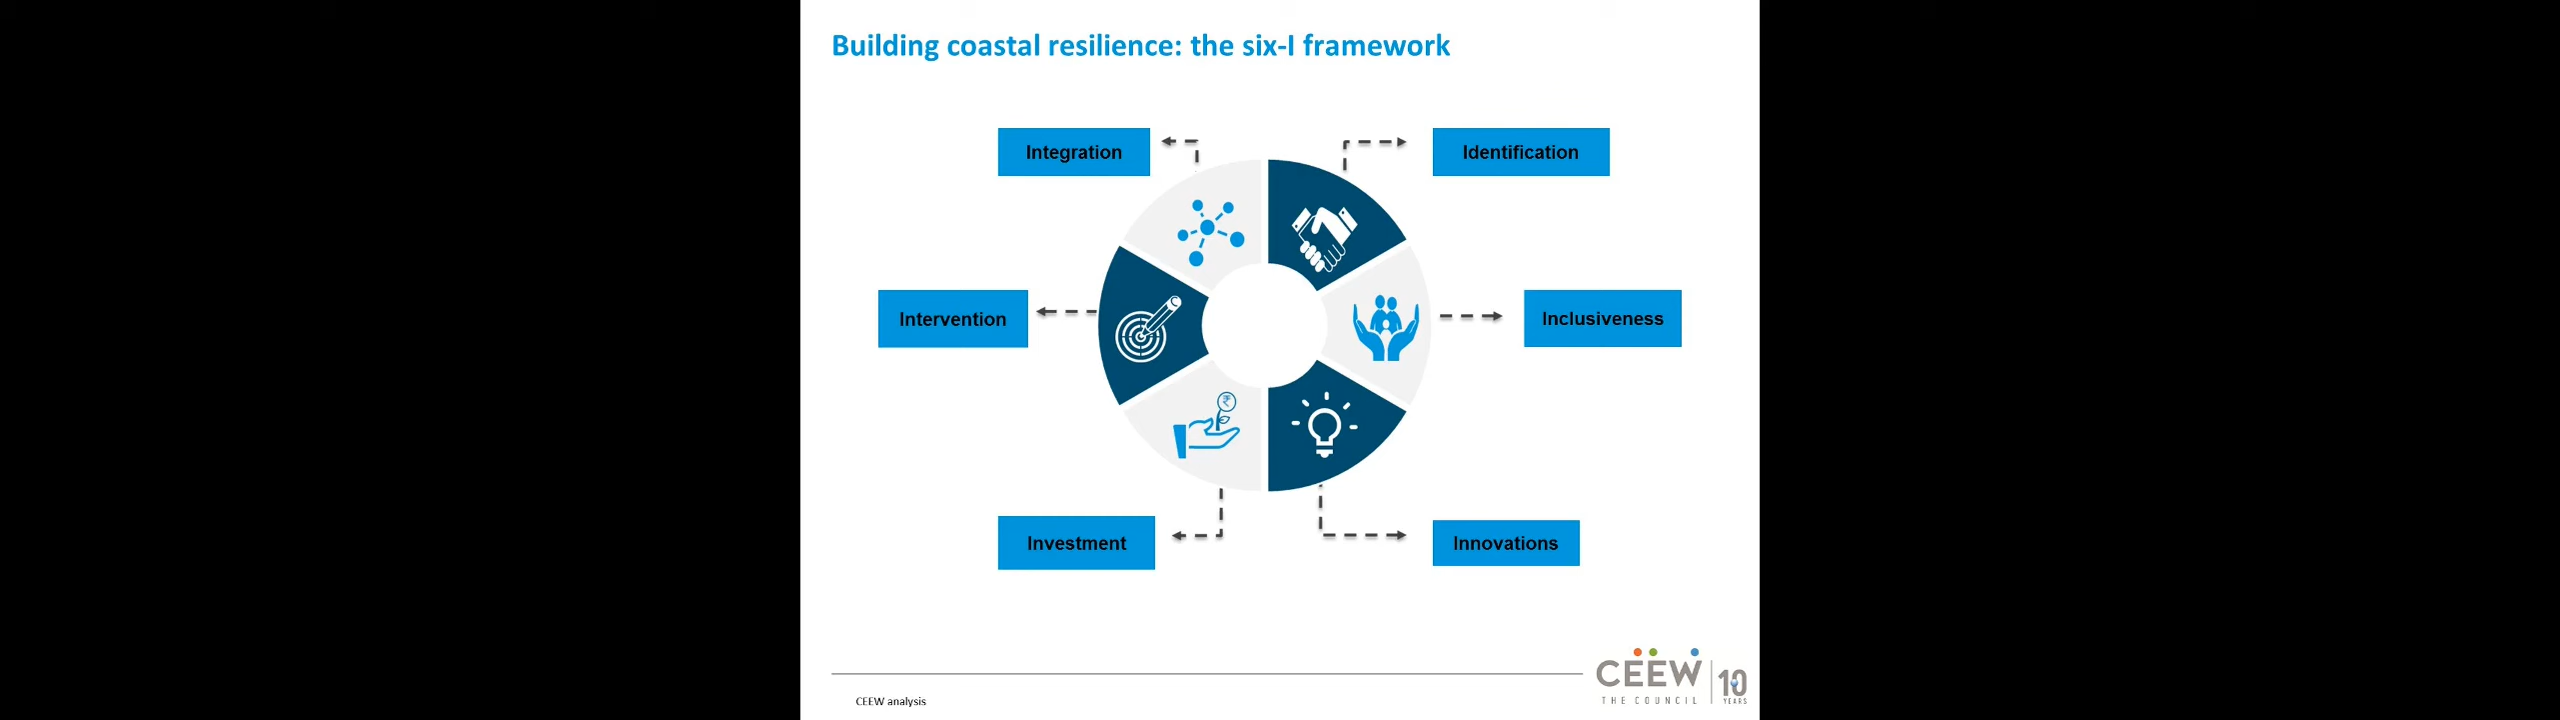 Building coastal resilience: the six-I framework
Integration
Identification
Intervention
Inclusiveness
Investment
Innovations
₹
CEEW
THE COUNCIL
10
YEARS
CEEW analysis